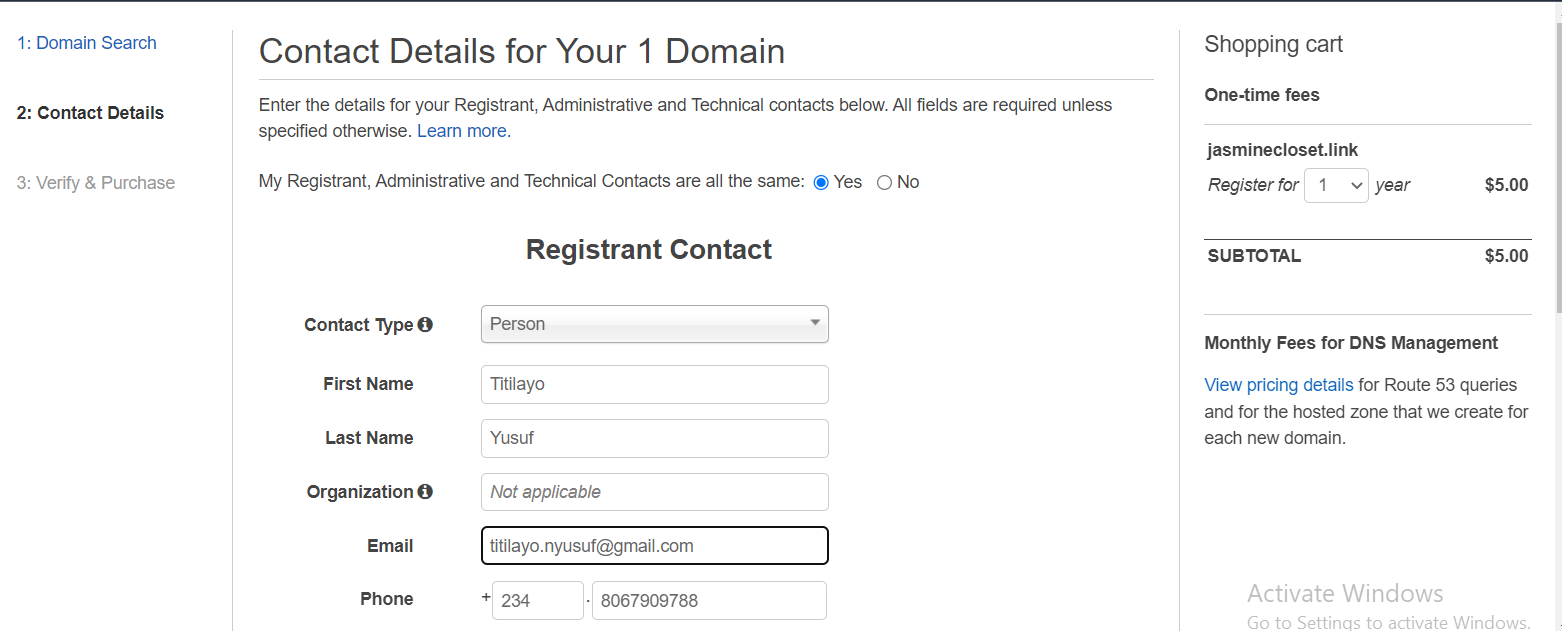 1: Domain Search
2: Contact Details
3: Verify & Purchase
Contact Details for Your 1 Domain
Enter the details for your Registrant, Administrative and Technical contacts below. All fields are required unless
specified otherwise. Learn more.
My Registrant, Administrative and Technical Contacts are all the same: Yes No
Registrant Contact
Contact Type Person
First Name Titilayo
Last Name Yusuf
Organization Not applicable
Email titilayo.nyusuf@gmail.com
Phone + 234 . 8067909788
Shopping cart
One-time fees
jasminecloset.link
Register for 1 year $5.00
SUBTOTAL $5.00
Monthly Fees for DNS Management
View pricing details for Route 53 queries
and for the hosted zone that we create for
each new domain.
Activate Windows
Go to Settings to activate Windows.